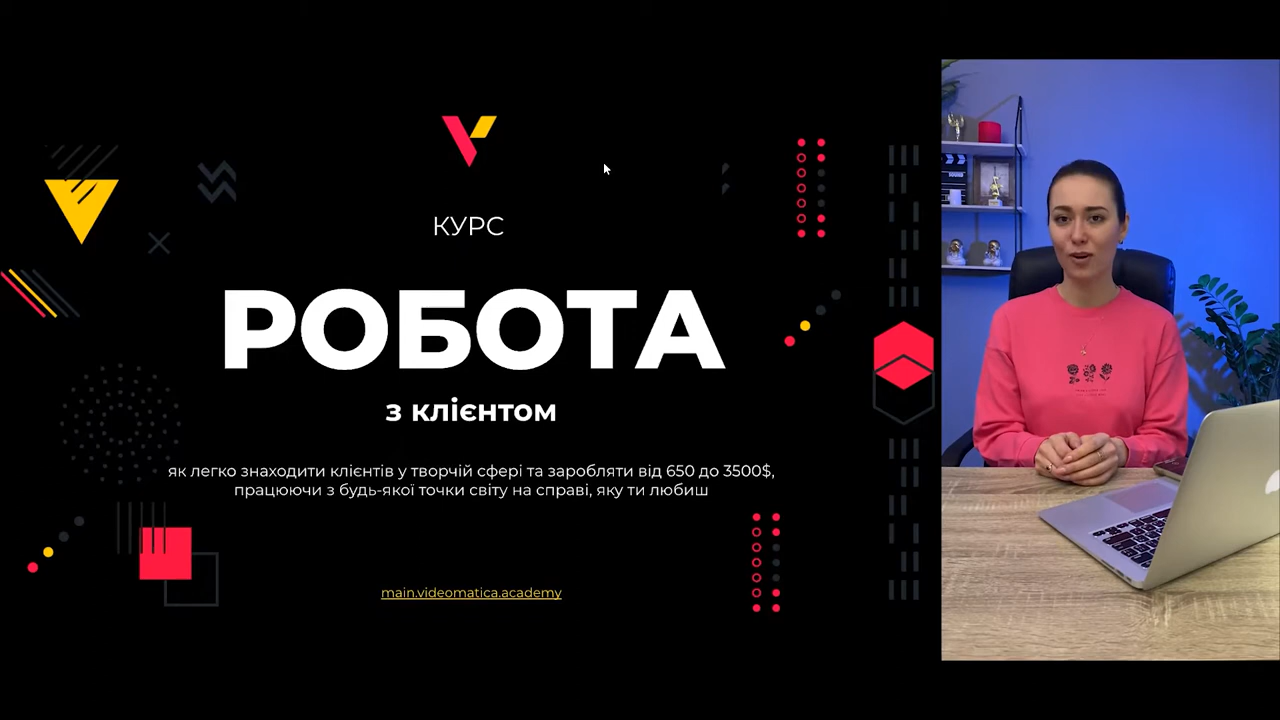 КУРС
РОБОТА
з клієнтом
як легко знаходити клієнтів у творчій сфері та заробляти від 650 до 3500$,
працюючи з будь-якої точки світу на справі, яку ти любиш
main.videomatica.academy